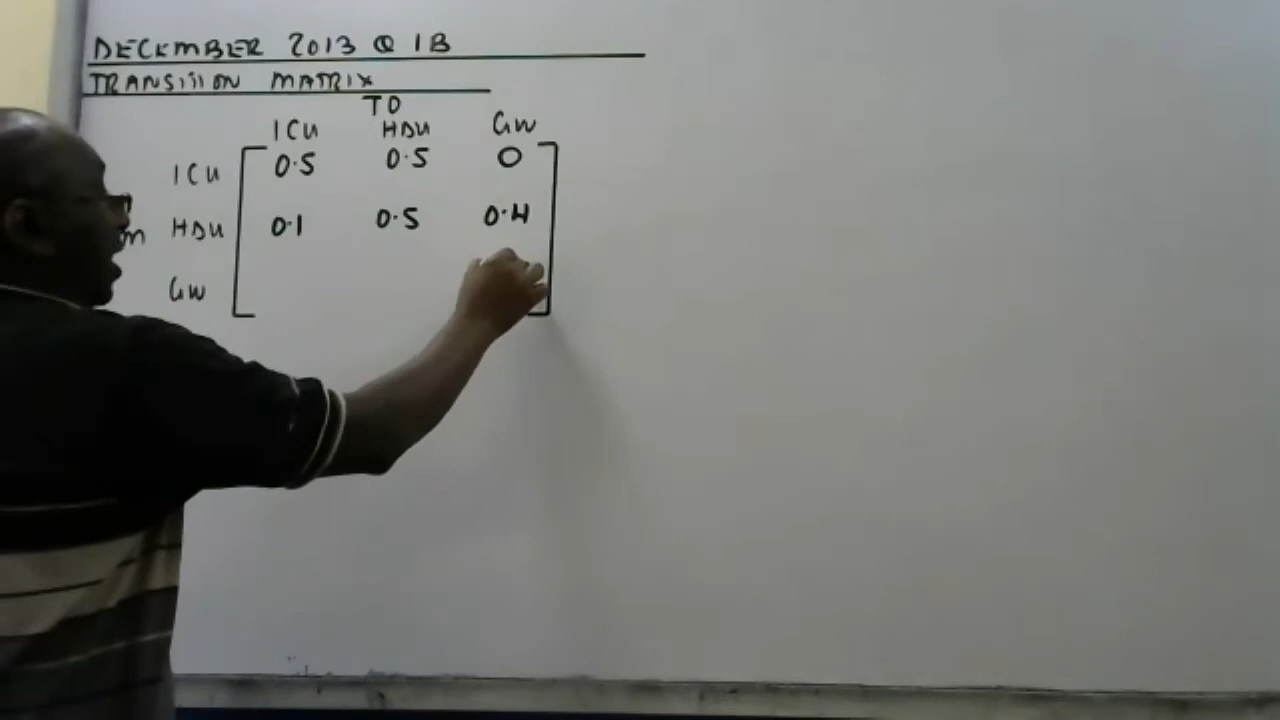 DECEMBER 2013 Q 1B
TRANSITION MATRIX
TO
ICU HDU GW
ICU 0.5 0.5 0
HDU 0.1 0.5 0.4
GW